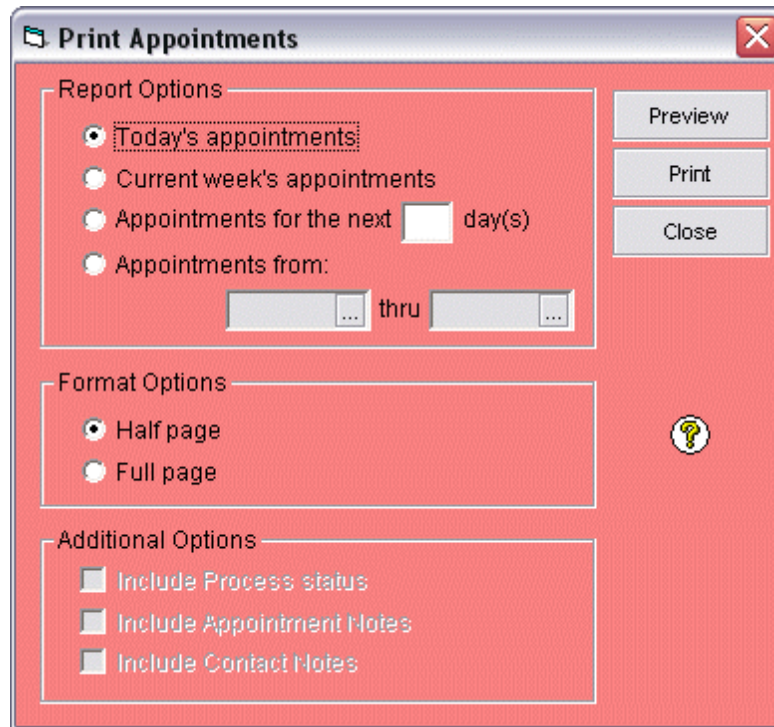 Print Appointments
Report Options
Today's appointments
Current week's appointments
Appointments for the next day(s)
Appointments from:
... thru ...
Preview
Print
Close
Format Options
Half page
Full page
?
Additional Options
Include Process status
Include Appointment Notes
Include Contact Notes